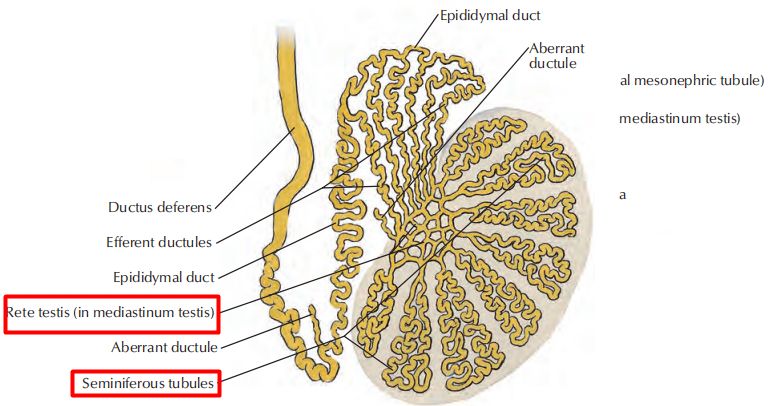 Epididymal duct
Aberrant
ductule
al mesonephric tubule)
mediastinum testis)
a
Ductus deferens
Efferent ductules
Epididymal duct
Rete testis (in mediastinum testis)
Aberrant ductule
Seminiferous tubules